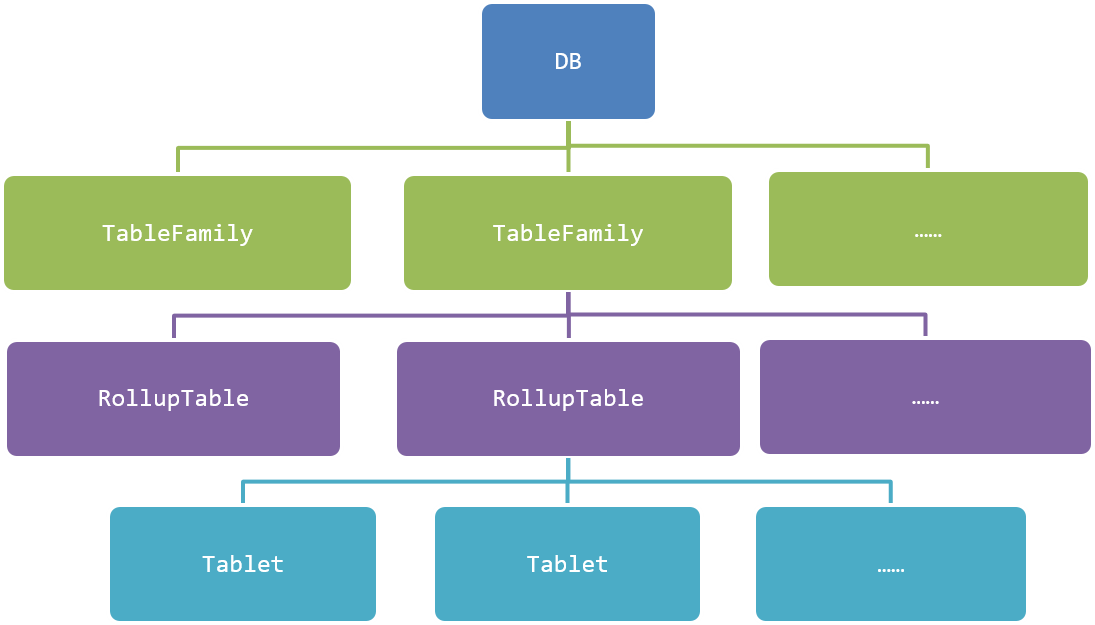 DB
TableFamily
TableFamily
……
RollupTable
RollupTable
……
Tablet
Tablet
……